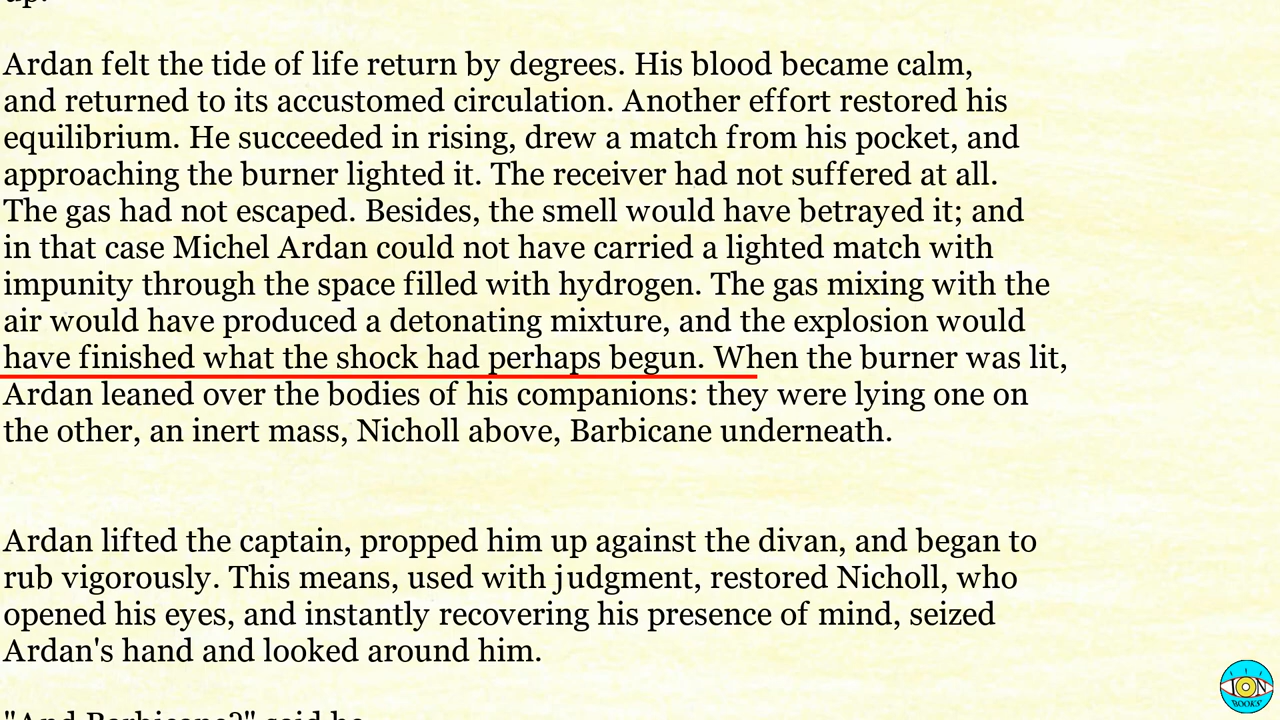 up.
Ardan felt the tide of life return by degrees. His blood became calm,
and returned to its accustomed circulation. Another effort restored his
equilibrium. He succeeded in rising, drew a match from his pocket, and
approaching the burner lighted it. The receiver had not suffered at all.
The gas had not escaped. Besides, the smell would have betrayed it; and
in that case Michel Ardan could not have carried a lighted match with
impunity through the space filled with hydrogen. The gas mixing with the
air would have produced a detonating mixture, and the explosion would
have finished what the shock had perhaps begun. When the burner was lit,
Ardan leaned over the bodies of his companions: they were lying one on
the other, an inert mass, Nicholl above, Barbicane underneath.
Ardan lifted the captain, propped him up against the divan, and began to
rub vigorously. This means, used with judgment, restored Nicholl, who
opened his eyes, and instantly recovering his presence of mind, seized
Ardan's hand and looked around him.
"And Barbicane?" said he
ION
BOOKS